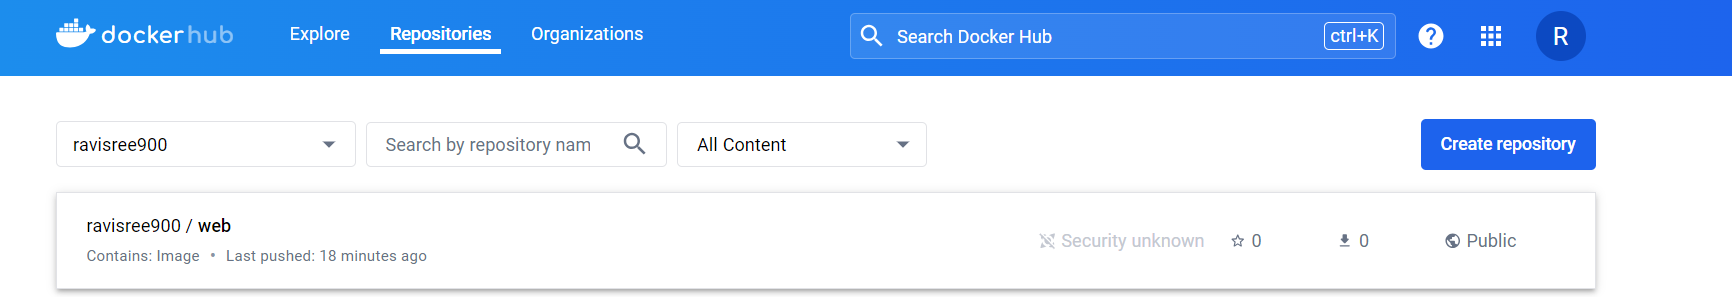 docker hub Explore Repositories Organizations Search Docker Hub ctrl+K ? R
ravisree900 Search by repository nam All Content Create repository
ravisree900 / web
Contains: Image • Last pushed: 18 minutes ago Security unknown 0 0 Public